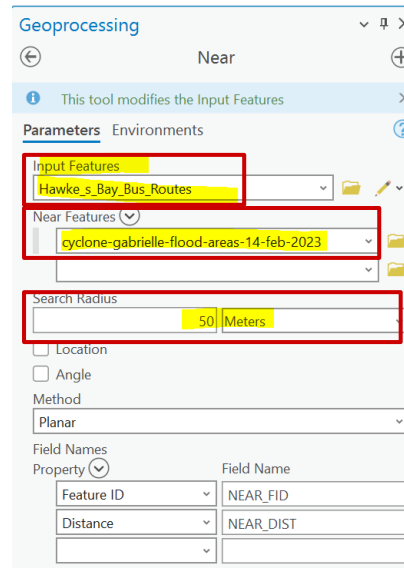 Geoprocessing
Near
This tool modifies the Input Features
Parameters Environments
Input Features
Hawke_s_Bay_Bus_Routes
Near Features
cyclone-gabrielle-flood-areas-14-feb-2023
Search Radius
50 Meters
Location
Angle
Method
Planar
Field Names
Property Field Name
Feature ID NEAR_FID
Distance NEAR_DIST